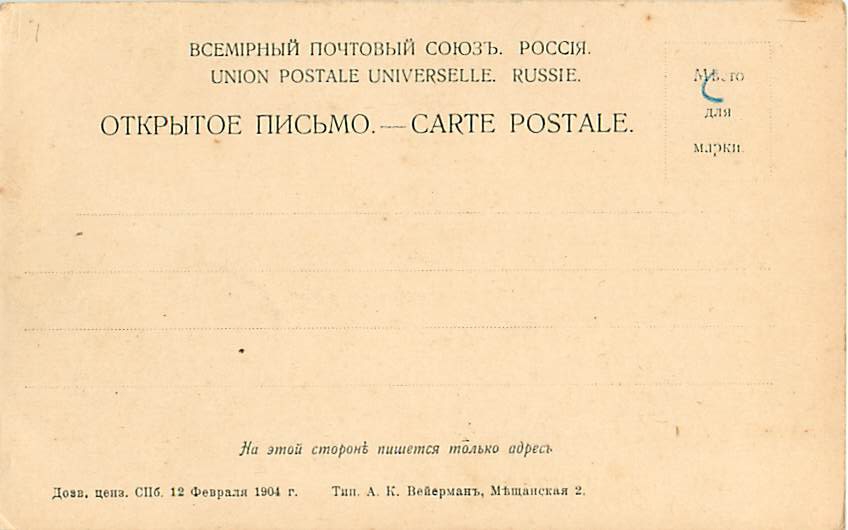 ВСЕМІРНЫЙ ПОЧТОВЫЙ СОЮЗЪ. РОССІЯ.
UNION POSTALE UNIVERSELLE. RUSSIE.
ОТКРЫТОЕ ПИСЬМО.—CARTE POSTALE.
Мѣсто
для
марки.
На этой сторонѣ пишется только адресъ
Дозв. ценз. СПб. 12 Февраля 1904 г. Тип. А. К. Вейерманъ, Мѣщанская 2.